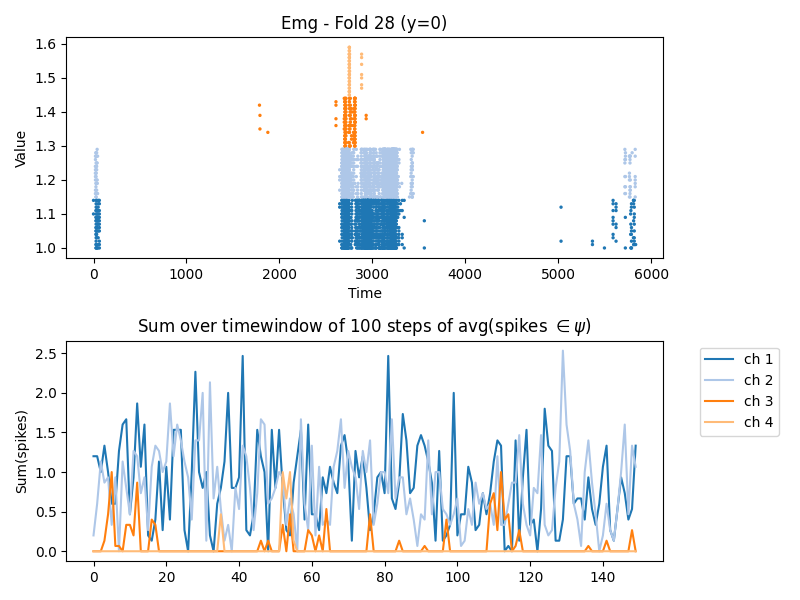 Emg - Fold 28 (y=0)
Value
1.6
1.5
1.4
1.3
1.2
1.1
1.0
0 1000 2000 3000 4000 5000 6000
Time
Sum over timewindow of 100 steps of avg(spikes ∈ ψ)
Sum(spikes)
2.5
2.0
1.5
1.0
0.5
0.0
0 20 40 60 80 100 120 140
ch 1
ch 2
ch 3
ch 4